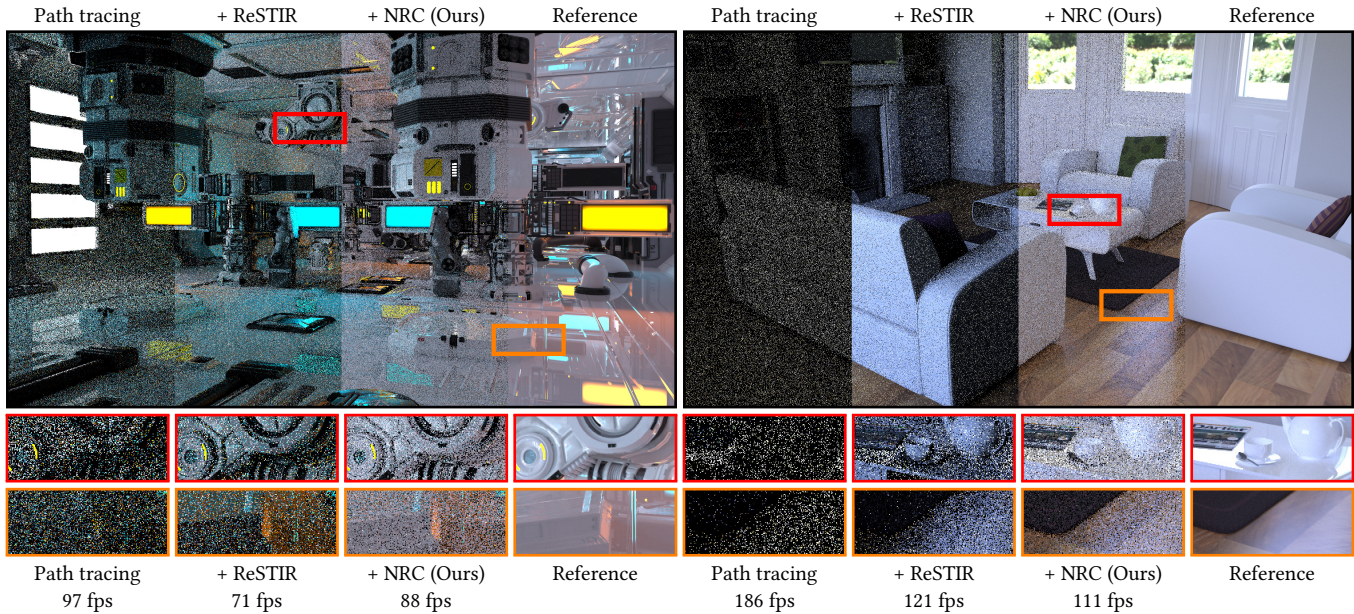 Path tracing + ReSTIR + NRC (Ours) Reference Path tracing + ReSTIR + NRC (Ours) Reference
Path tracing + ReSTIR + NRC (Ours) Reference Path tracing + ReSTIR + NRC (Ours) Reference
97 fps 71 fps 88 fps 186 fps 121 fps 111 fps